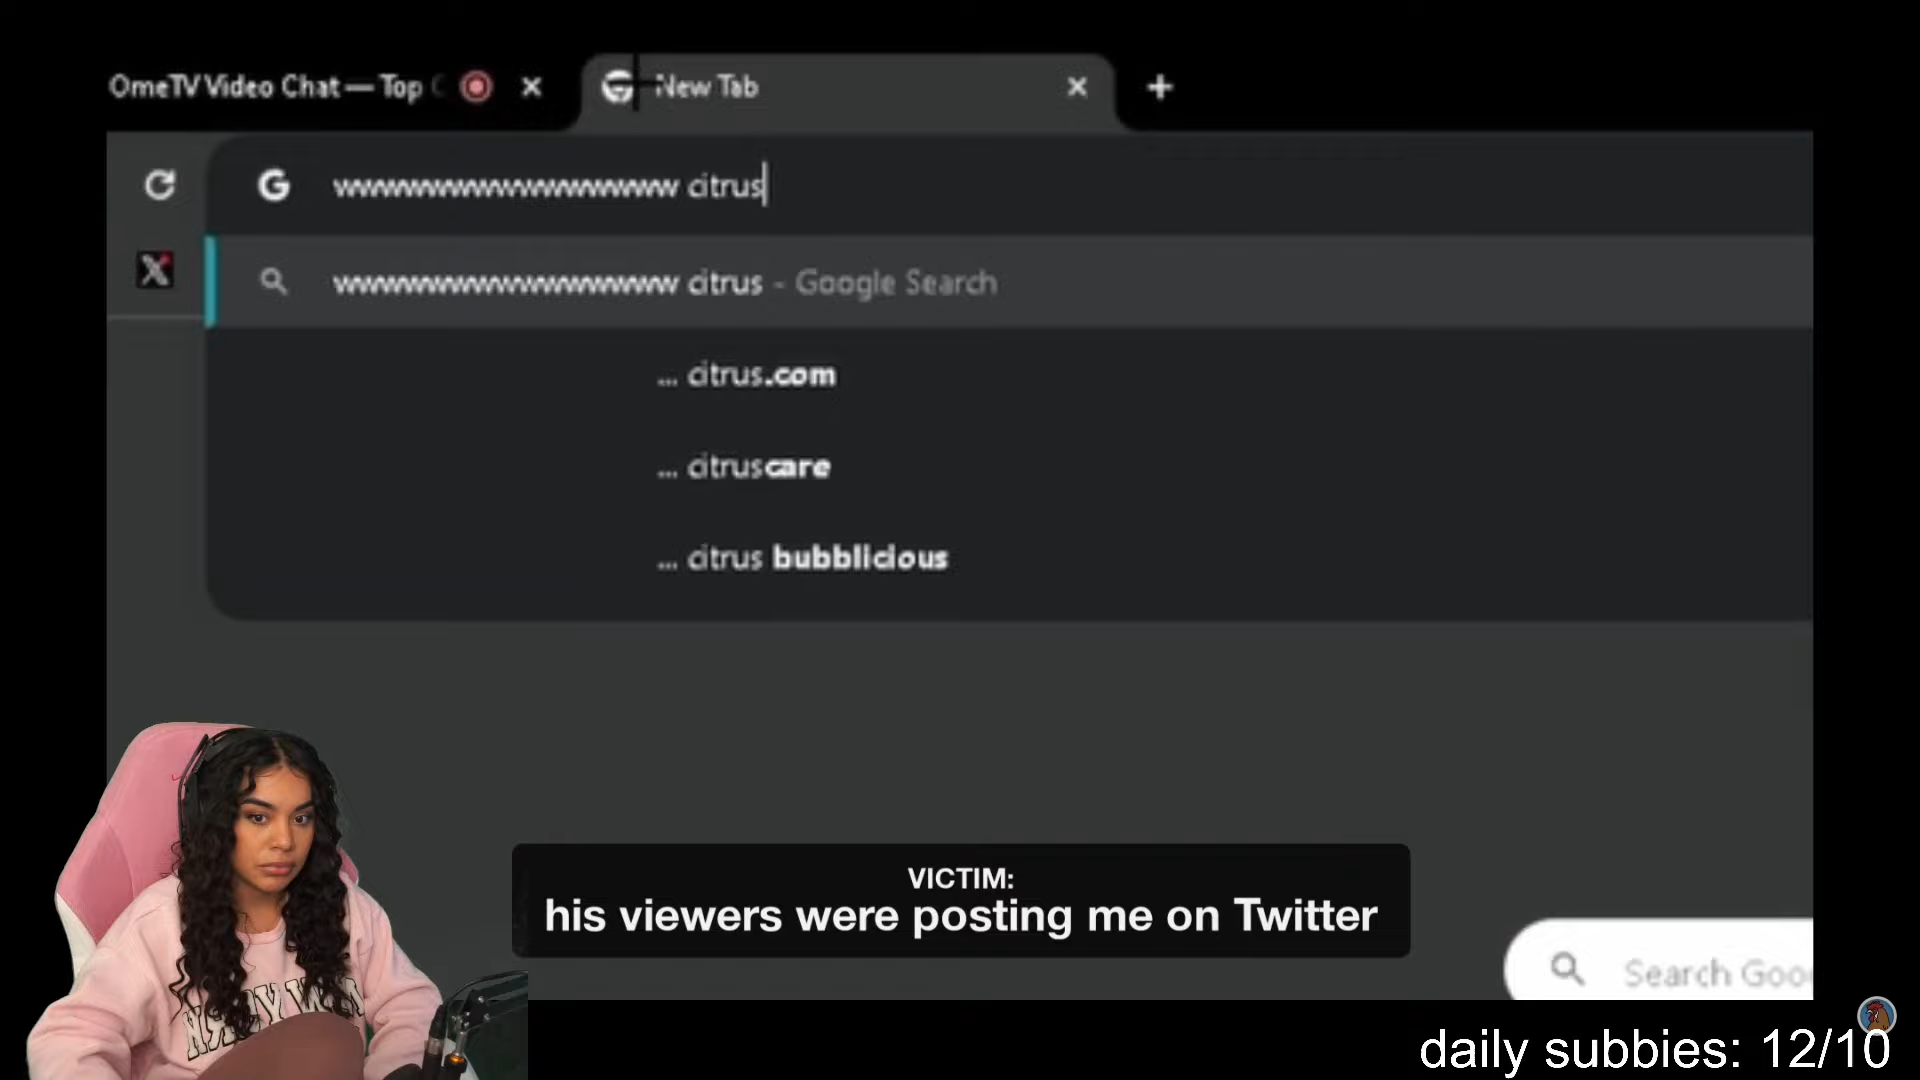 OmeTV Video Chat — Top
New Tab
wwwwwwwwwwwwwwww citrus
wwwwwwwwwwwwwwww citrus - Google Search
... citrus.com
... citruscare
... citrus bubblicious
VICTIM:
his viewers were posting me on Twitter
Search Goo
daily subbies: 12/10